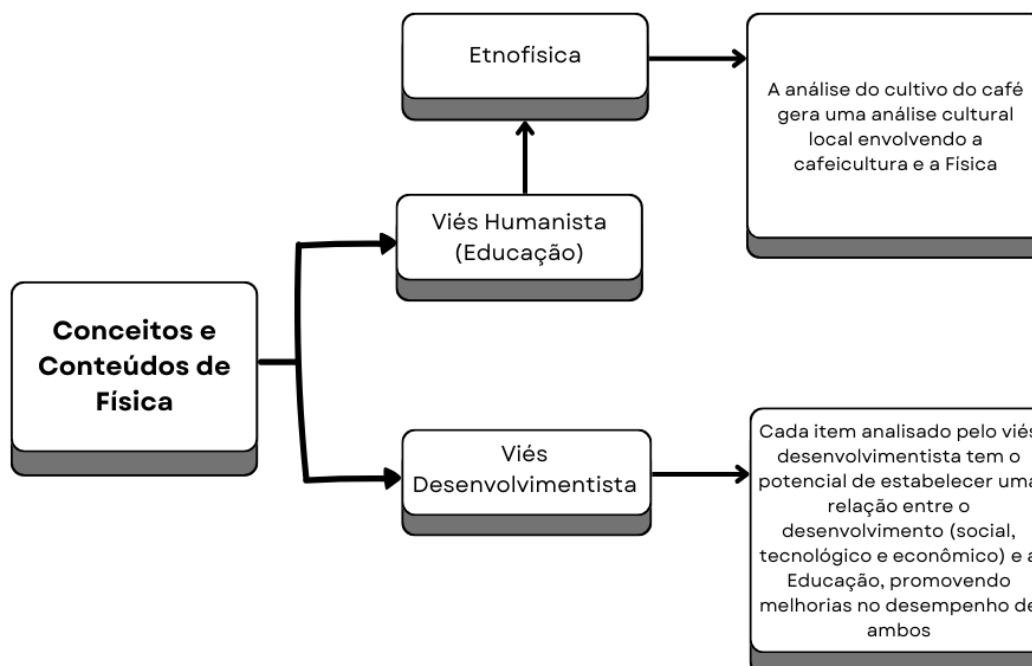 Etnofísica
A análise do cultivo do café
gera uma análise cultural
local envolvendo a
cafeicultura e a Física
Viés Humanista
(Educação)
Conceitos e
Conteúdos de
Física
Viés
Desenvolvimentista
Cada item analisado pelo viés
desenvolvimentista tem o
potencial de estabelecer uma
relação entre o
desenvolvimento (social,
tecnológico e econômico) e a
Educação, promovendo
melhorias no desempenho de
ambos